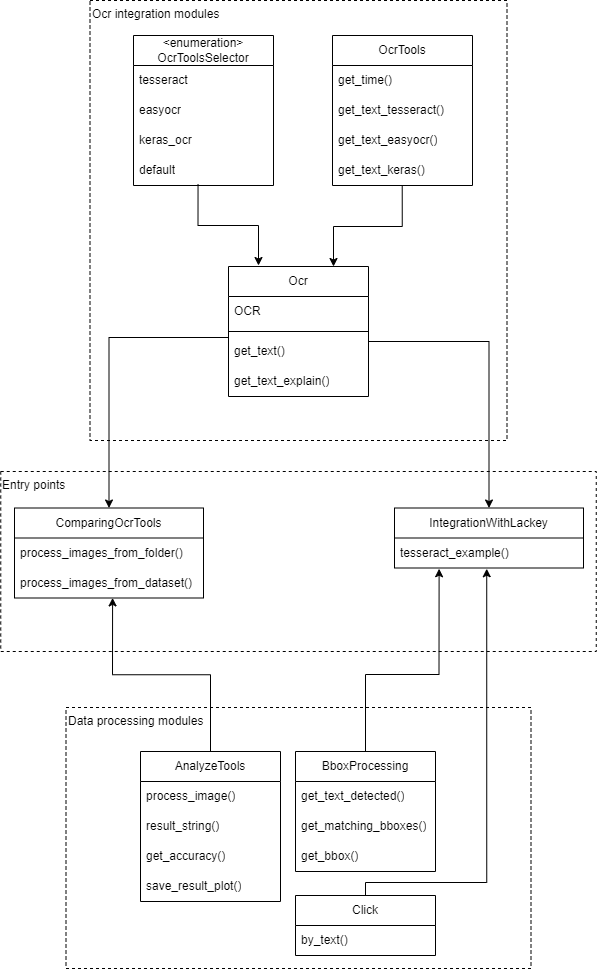 Ocr integration modules
<enumeration>
OcrToolsSelector
tesseract
easyocr
keras_ocr
default
OcrTools
get_time()
get_text_tesseract()
get_text_easyocr()
get_text_keras()
Ocr
OCR
get_text()
get_text_explain()
Entry points
ComparingOcrTools
process_images_from_folder()
process_images_from_dataset()
IntegrationWithLackey
tesseract_example()
Data processing modules
AnalyzeTools
process_image()
result_string()
get_accuracy()
save_result_plot()
BboxProcessing
get_text_detected()
get_matching_bboxes()
get_bbox()
Click
by_text()